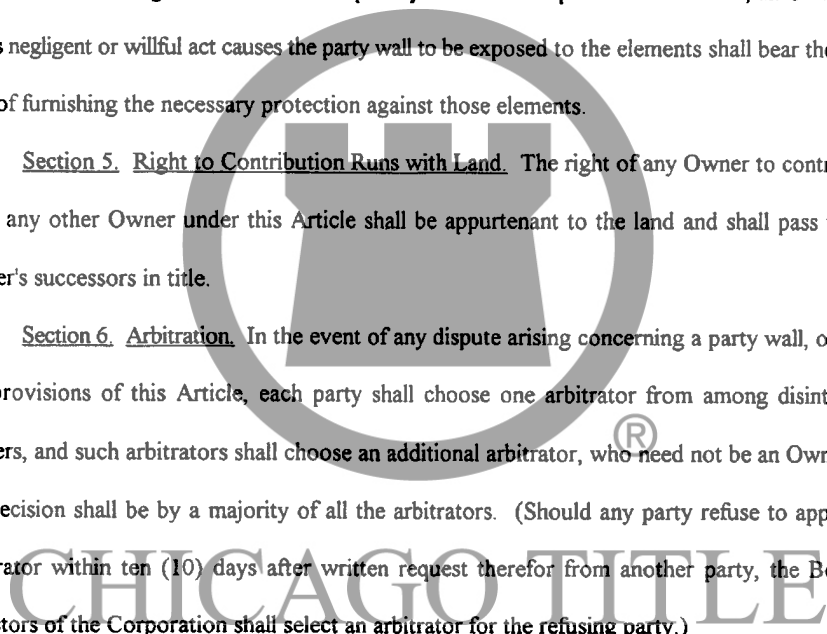 s negligent or willful act causes the party wall to be exposed to the elements shall bear the
of furnishing the necessary protection against those elements.
Section 5. Right to Contribution Runs with Land. The right of any Owner to contr
any other Owner under this Article shall be appurtenant to the land and shall pass
er's successors in title.
Section 6. Arbitration. In the event of any dispute arising concerning a party wall, o
rovisions of this Article, each party shall choose one arbitrator from among disint
ers, and such arbitrators shall choose an additional arbitrator, who need not be an Own
ecision shall be by a majority of all the arbitrators. (Should any party refuse to app
rator within ten (10) days after written request therefor from another party, the Bo
ctors of the Corporation shall select an arbitrator for the refusing party.)
®
CHICAGO TITLE